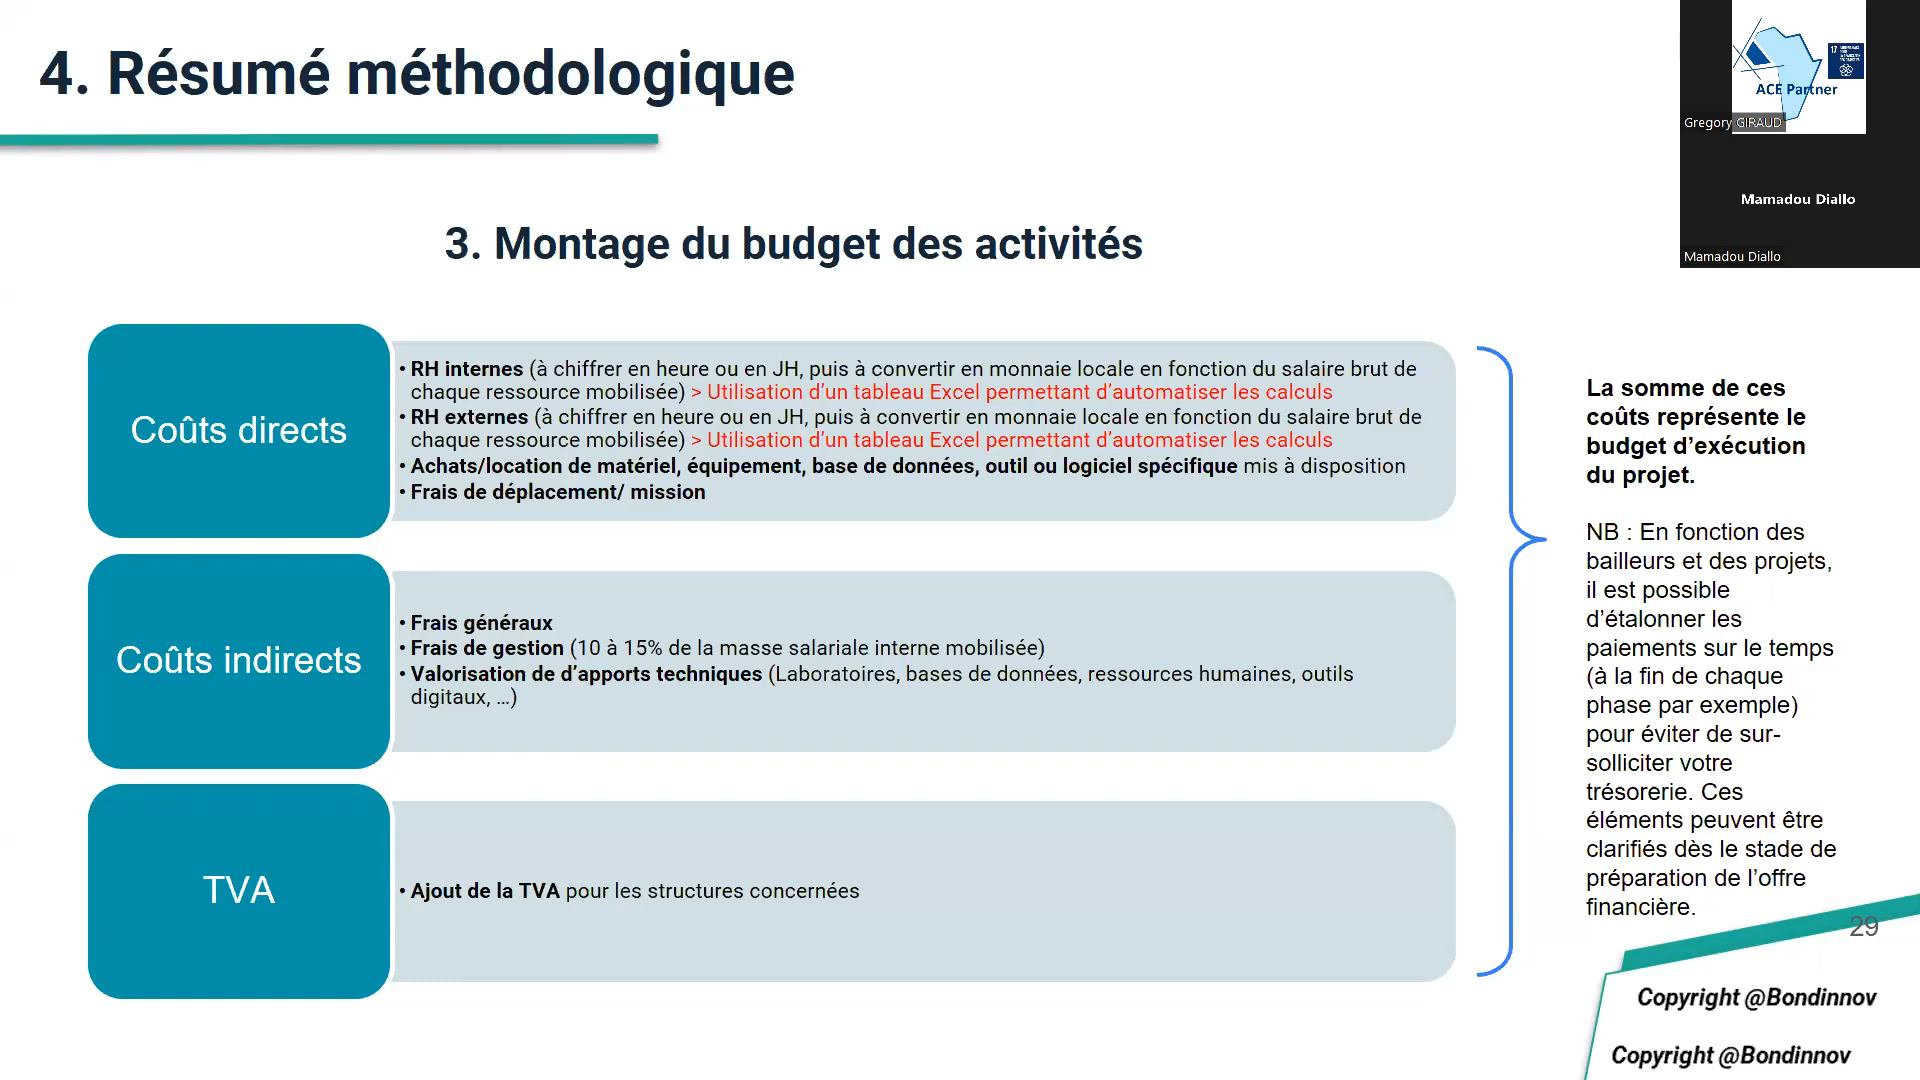 4. Résumé méthodologique
ACE Partner
17
Gregory GIRAUD
Mamadou Diallo
Mamadou Diallo
3. Montage du budget des activités
Coûts directs
• RH internes (à chiffrer en heure ou en JH, puis à convertir en monnaie locale en fonction du salaire brut de
chaque ressource mobilisée) > Utilisation d'un tableau Excel permettant d'automatiser les calculs
• RH externes (à chiffrer en heure ou en JH, puis à convertir en monnaie locale en fonction du salaire brut de
chaque ressource mobilisée) > Utilisation d'un tableau Excel permettant d'automatiser les calculs
• Achats/location de matériel, équipement, base de données, outil ou logiciel spécifique mis à disposition
• Frais de déplacement/ mission
Coûts indirects
• Frais généraux
• Frais de gestion (10 à 15% de la masse salariale interne mobilisée)
• Valorisation de d'apports techniques (Laboratoires, bases de données, ressources humaines, outils
digitaux, ...)
TVA
• Ajout de la TVA pour les structures concernées
La somme de ces
coûts représente le
budget d'exécution
du projet.
NB : En fonction des
bailleurs et des projets,
il est possible
d'étalonner les
paiements sur le temps
(à la fin de chaque
phase par exemple)
pour éviter de sur-
solliciter votre
trésorerie. Ces
éléments peuvent être
clarifiés dès le stade de
préparation de l'offre
financière.
29
Copyright @Bondinnov
Copyright @Bondinnov